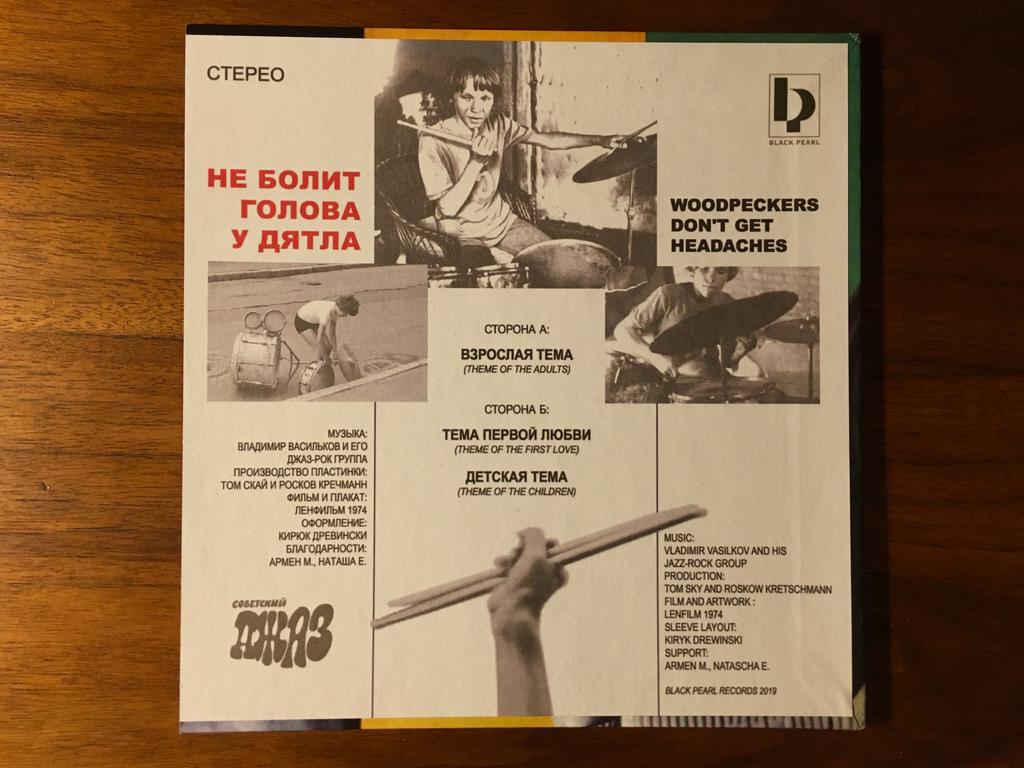 СТЕРЕО
BLACK PEARL
НЕ БОЛИТ
ГОЛОВА
У ДЯТЛА
WOODPECKERS
DON'T GET
HEADACHES
СТОРОНА А:
ВЗРОСЛАЯ ТЕМА
(THEME OF THE ADULTS)
СТОРОНА Б:
ТЕМА ПЕРВОЙ ЛЮБВИ
(THEME OF THE FIRST LOVE)
ДЕТСКАЯ ТЕМА
(THEME OF THE CHILDREN)
МУЗЫКА:
ВЛАДИМИР ВАСИЛЬКОВ И ЕГО
ДЖАЗ-РОК ГРУППА
ПРОИЗВОДСТВО ПЛАСТИНКИ:
ТОМ СКАЙ И РОСКОВ КРЕЧМАНН
ФИЛЬМ И ПЛАКАТ:
ЛЕНФИЛЬМ 1974
ОФОРМЛЕНИЕ:
КИРЮК ДРЕВИНСКИ
БЛАГОДАРНОСТИ:
АРМЕН М., НАТАША Е.
СОВЕТСКИЙ
ДЖАЗ
MUSIC:
VLADIMIR VASILKOV AND HIS
JAZZ-ROCK GROUP
PRODUCTION:
TOM SKY AND ROSKOW KRETSCHMANN
FILM AND ARTWORK :
LENFILM 1974
SLEEVE LAYOUT:
KIRYK DREWINSKI
SUPPORT:
ARMEN M., NATASCHA E.
BLACK PEARL RECORDS 2019